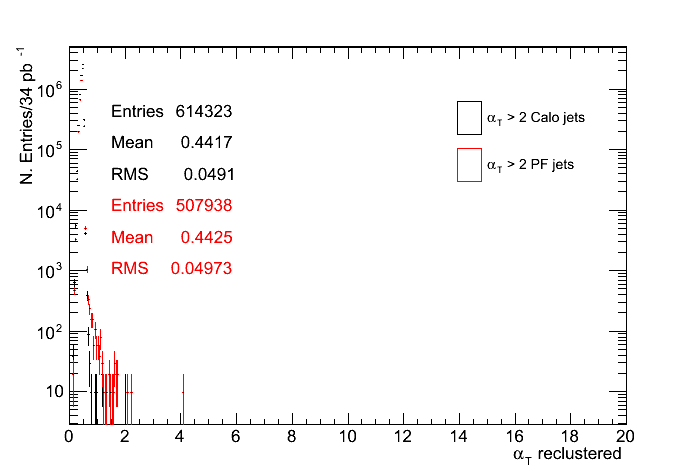 N. Entries/34 pb⁻¹
10⁶
10⁵
10⁴
10³
10²
10
Entries 614323
Mean 0.4417
RMS 0.0491
Entries 507938
Mean 0.4425
RMS 0.04973
α_T > 2 Calo jets
α_T > 2 PF jets
0 2 4 6 8 10 12 14 16 18 20
α_T reclustered